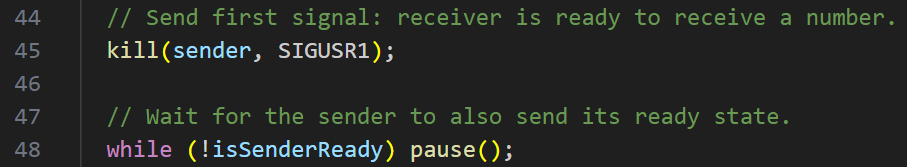 44 // Send first signal: receiver is ready to receive a number.
45 kill(sender, SIGUSR1);
46
47 // Wait for the sender to also send its ready state.
48 while (!isSenderReady) pause();